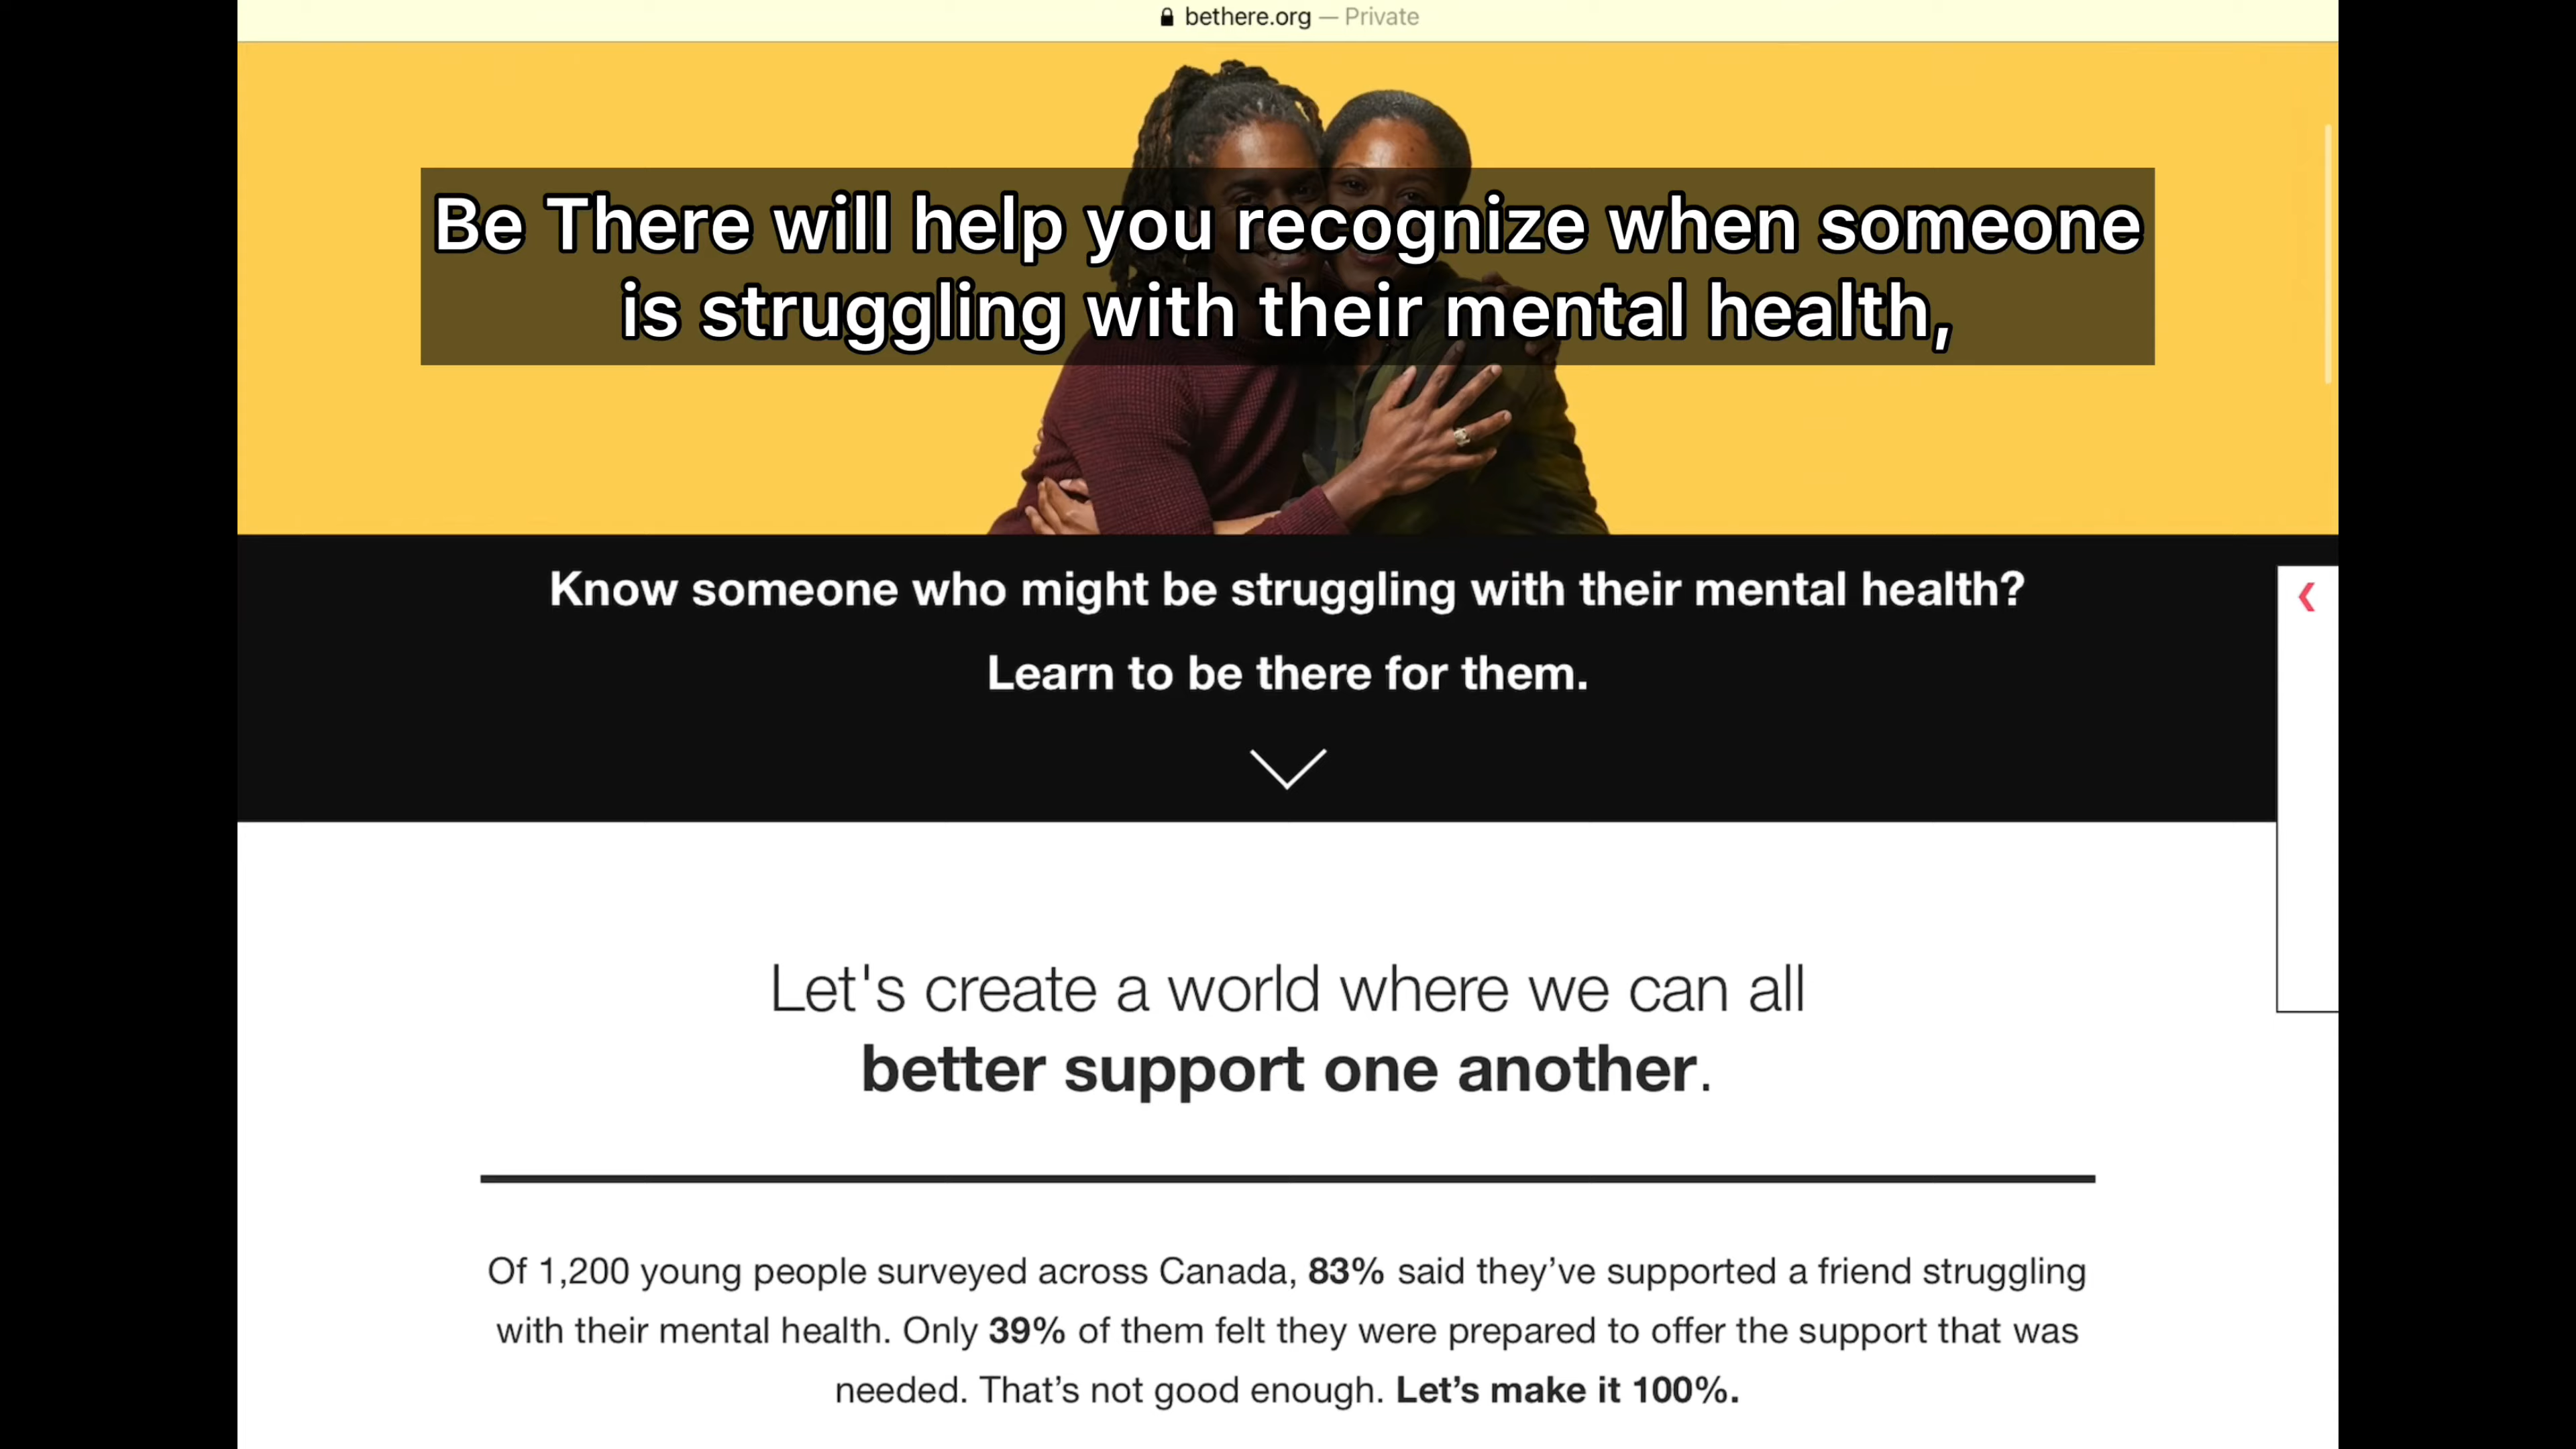 bethere.org — Private
Be There will help you recognize when someone
is struggling with their mental health,
Know someone who might be struggling with their mental health?
Learn to be there for them.
Let's create a world where we can all
better support one another.
Of 1,200 young people surveyed across Canada, 83% said they’ve supported a friend struggling
with their mental health. Only 39% of them felt they were prepared to offer the support that was
needed. That’s not good enough. Let’s make it 100%.